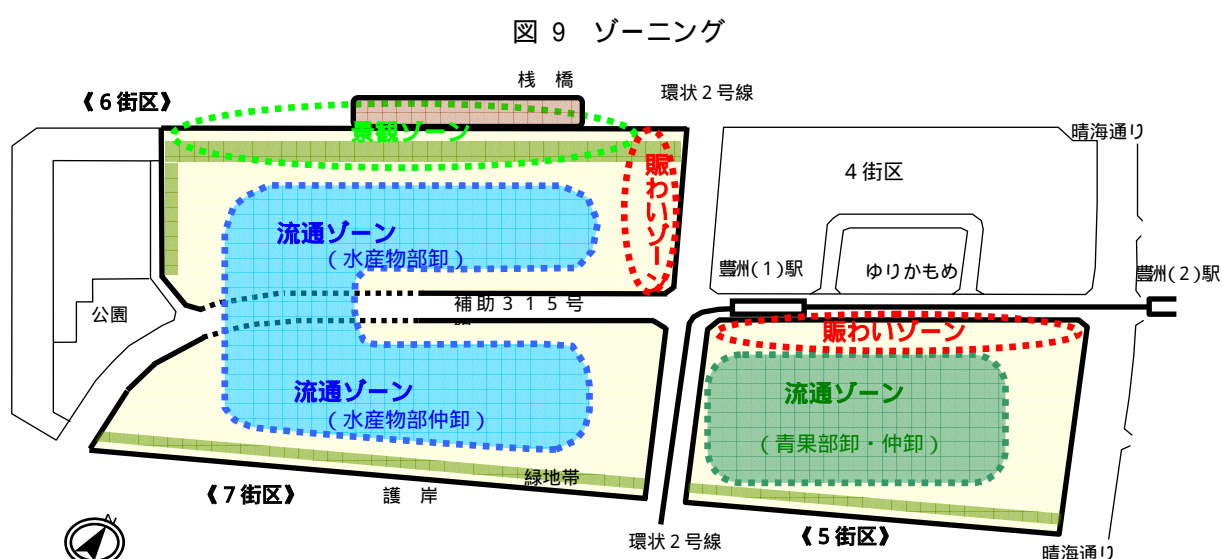 図 9 ゾーニング
桟 橋
環状２号線
《６街区》
晴海通り
景観ゾーン
賑わいゾーン
４街区
流通ゾーン
（水産物部卸）
豊州(１)駅
ゆりかもめ
豊州(２)駅
補助３１５号
公園
賑わいゾーン
流通ゾーン
（水産物部仲卸）
流通ゾーン
（青果部卸・仲卸）
緑地帯
《７街区》
護 岸
N
環状２号線
《５街区》
晴海通り